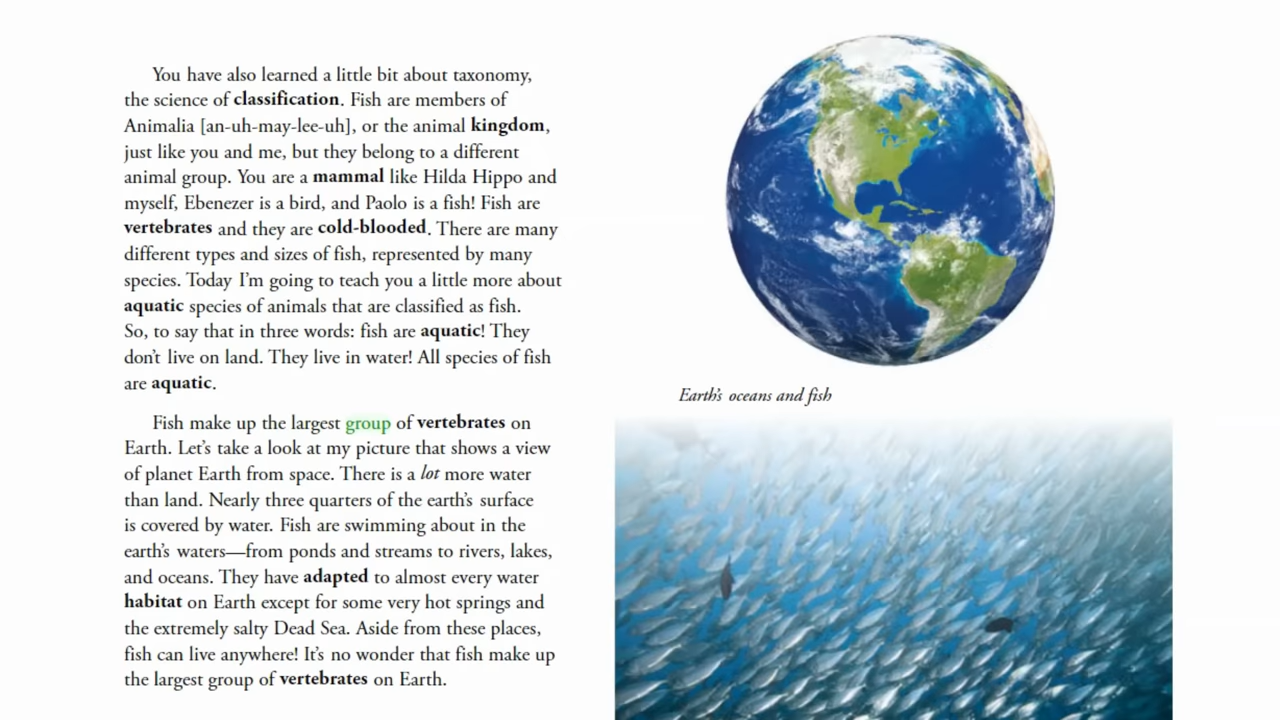 You have also learned a little bit about taxonomy,
the science of classification. Fish are members of
Animalia [an-uh-may-lee-uh], or the animal kingdom,
just like you and me, but they belong to a different
animal group. You are a mammal like Hilda Hippo and
myself, Ebenezer is a bird, and Paolo is a fish! Fish are
vertebrates and they are cold-blooded. There are many
different types and sizes of fish, represented by many
species. Today I’m going to teach you a little more about
aquatic species of animals that are classified as fish.
So, to say that in three words: fish are aquatic! They
don’t live on land. They live in water! All species of fish
are aquatic.
Fish make up the largest group of vertebrates on
Earth. Let’s take a look at my picture that shows a view
of planet Earth from space. There is a lot more water
than land. Nearly three quarters of the earth’s surface
is covered by water. Fish are swimming about in the
earth’s waters—from ponds and streams to rivers, lakes,
and oceans. They have adapted to almost every water
habitat on Earth except for some very hot springs and
the extremely salty Dead Sea. Aside from these places,
fish can live anywhere! It’s no wonder that fish make up
the largest group of vertebrates on Earth.
Earth’s oceans and fish